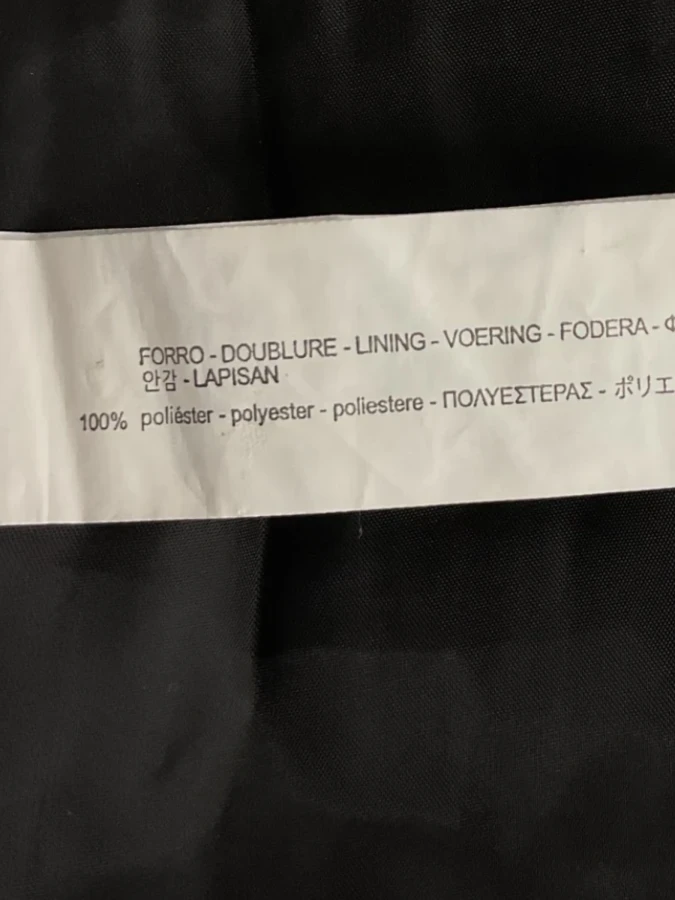 FORRO - DOUBLURE - LINING - VOERING - FODERA -
안감 - LAPISAN
100% poliéster - polyester - poliestere - ΠΟΛΥΕΣΤΕΡΑΣ - ポリエ